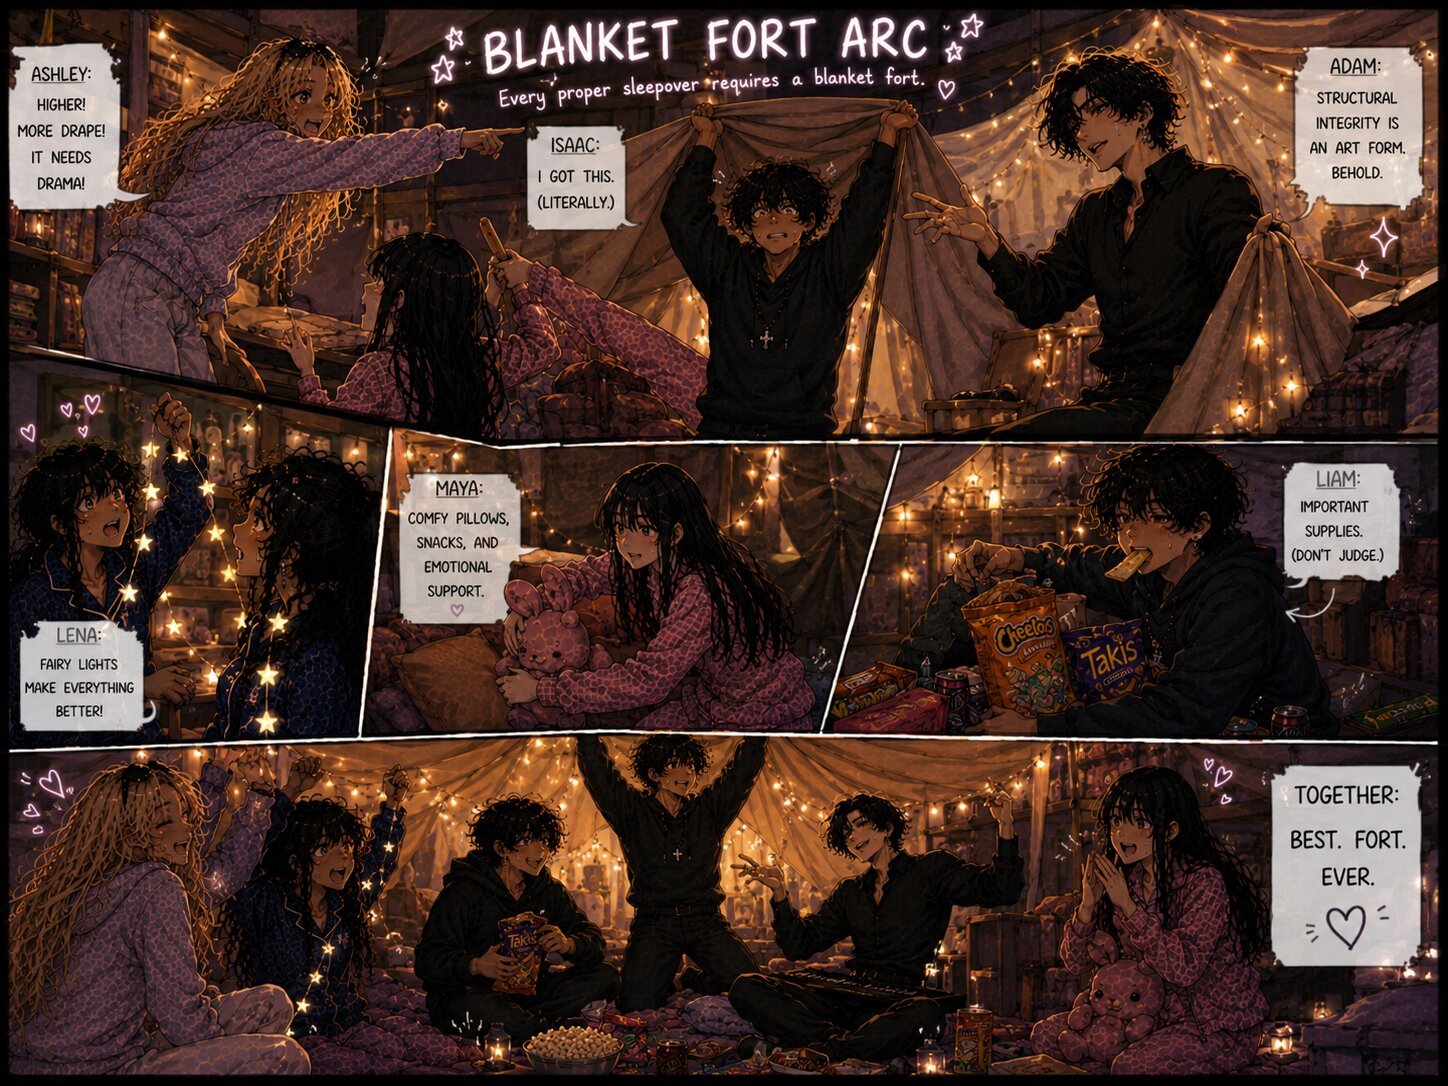 BLANKET FORT ARC
Every proper sleepover requires a blanket fort.
ASHLEY:
HIGHER!
MORE DRAPE!
IT NEEDS
DRAMA!
ISAAC:
I GOT THIS.
(LITERALLY.)
ADAM:
STRUCTURAL
INTEGRITY IS
AN ART FORM.
BEHOLD.
LENA:
FAIRY LIGHTS
MAKE EVERYTHING
BETTER!
MAYA:
COMFY PILLOWS,
SNACKS, AND
EMOTIONAL
SUPPORT.
LIAM:
IMPORTANT
SUPPLIES.
(DON'T JUDGE.)
Cheetos
Takis
Takis
TOGETHER:
BEST. FORT.
EVER.